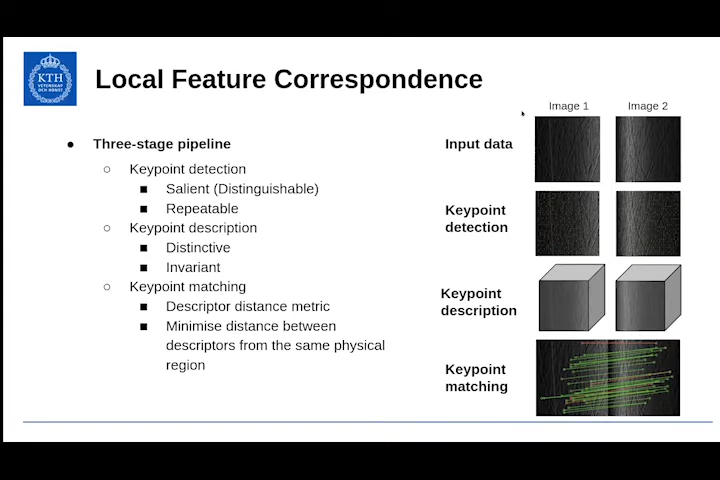 KTH
VETENSKAP
OCH KONST
Local Feature Correspondence
● Three-stage pipeline
○ Keypoint detection
■ Salient (Distinguishable)
■ Repeatable
○ Keypoint description
■ Distinctive
■ Invariant
○ Keypoint matching
■ Descriptor distance metric
■ Minimise distance between
descriptors from the same physical
region
Image 1 Image 2
Input data
Keypoint
detection
Keypoint
description
Keypoint
matching